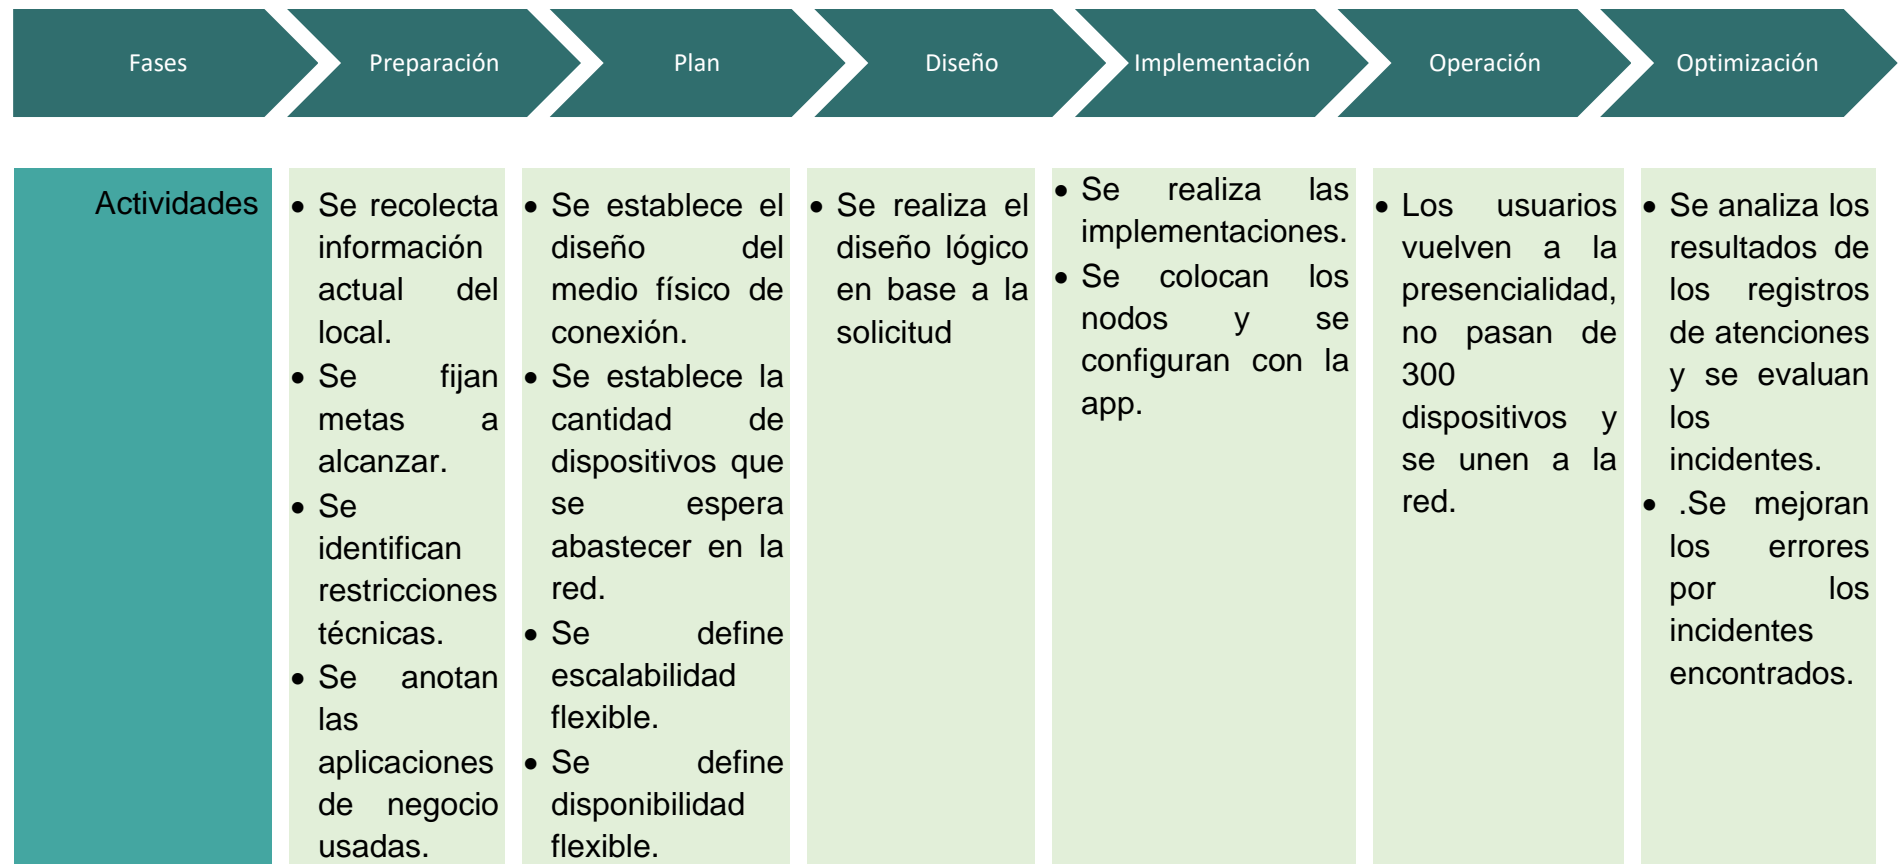 Fases
Preparación
Plan
Diseño
Implementación
Operación
Optimización
Actividades
• Se recolecta
información
actual del
local.
• Se fijan
metas a
alcanzar.
• Se
identifican
restricciones
técnicas.
• Se anotan
las
aplicaciones
de negocio
usadas.
• Se establece el
diseño del
medio físico de
conexión.
• Se establece la
cantidad de
dispositivos que
se espera
abastecer en la
red.
• Se define
escalabilidad
flexible.
• Se define
disponibilidad
flexible.
• Se realiza el
diseño lógico
en base a la
solicitud
• Se realiza las
implementaciones.
• Se colocan los
nodos y se
configuran con la
app.
• Los usuarios
vuelven a la
presencialidad,
no pasan de
300
dispositivos y
se unen a la
red.
• Se analiza los
resultados de
los registros
de atenciones
y se evaluan
los
incidentes.
• .Se mejoran
los errores
por los
incidentes
encontrados.